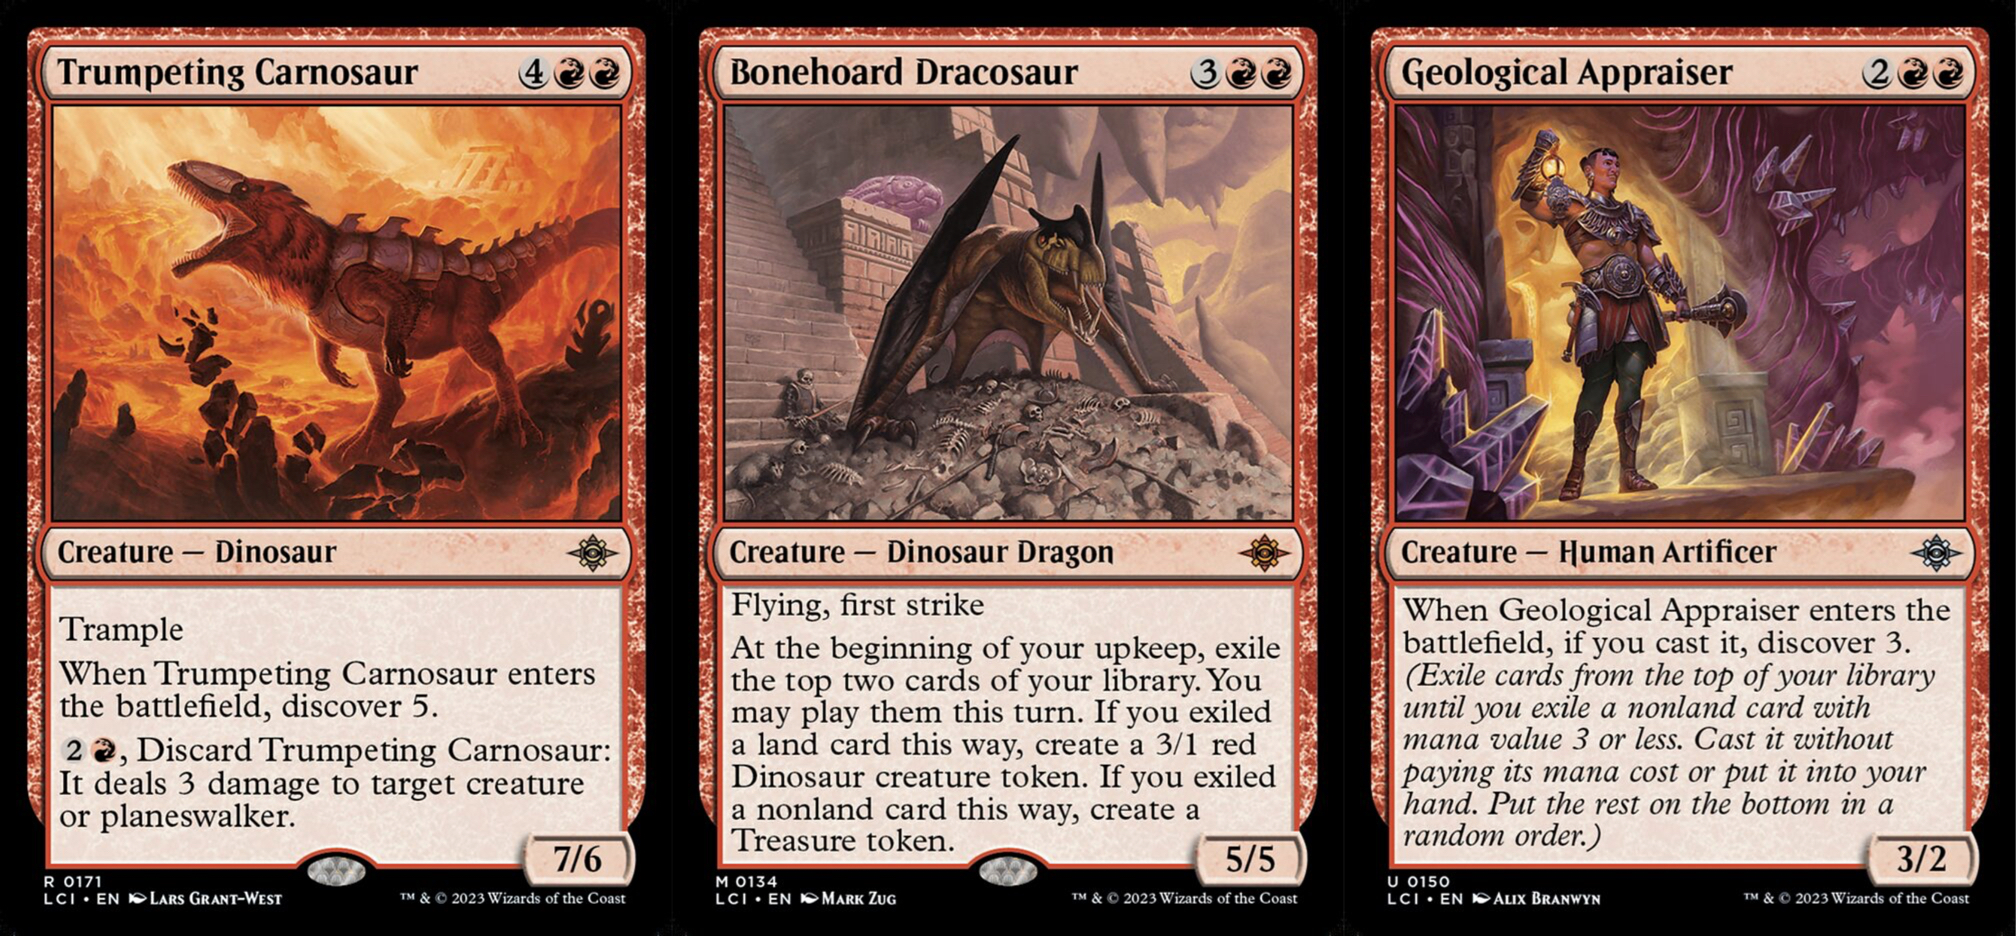 Trumpeting Carnosaur 4
Creature — Dinosaur
Trample
When Trumpeting Carnosaur enters
the battlefield, discover 5.
2 , Discard Trumpeting Carnosaur:
It deals 3 damage to target creature
or planeswalker.
7/6
R 0171
LCI • EN Lars Grant-West
™ & © 2023 Wizards of the Coast
Bonehoard Dracosaur 3
Creature — Dinosaur Dragon
Flying, first strike
At the beginning of your upkeep, exile
the top two cards of your library. You
may play them this turn. If you exiled
a land card this way, create a 3/1 red
Dinosaur creature token. If you exiled
a nonland card this way, create a
Treasure token.
5/5
M 0134
LCI • EN Mark Zug
™ & © 2023 Wizards of the Coast
Geological Appraiser 2
Creature — Human Artificer
When Geological Appraiser enters the
battlefield, if you cast it, discover 3.
(Exile cards from the top of your library
until you exile a nonland card with
mana value 3 or less. Cast it without
paying its mana cost or put it into your
hand. Put the rest on the bottom in a
random order.)
3/2
U 0150
LCI • EN Alix Branwyn
™ & © 2023 Wizards of the Coast